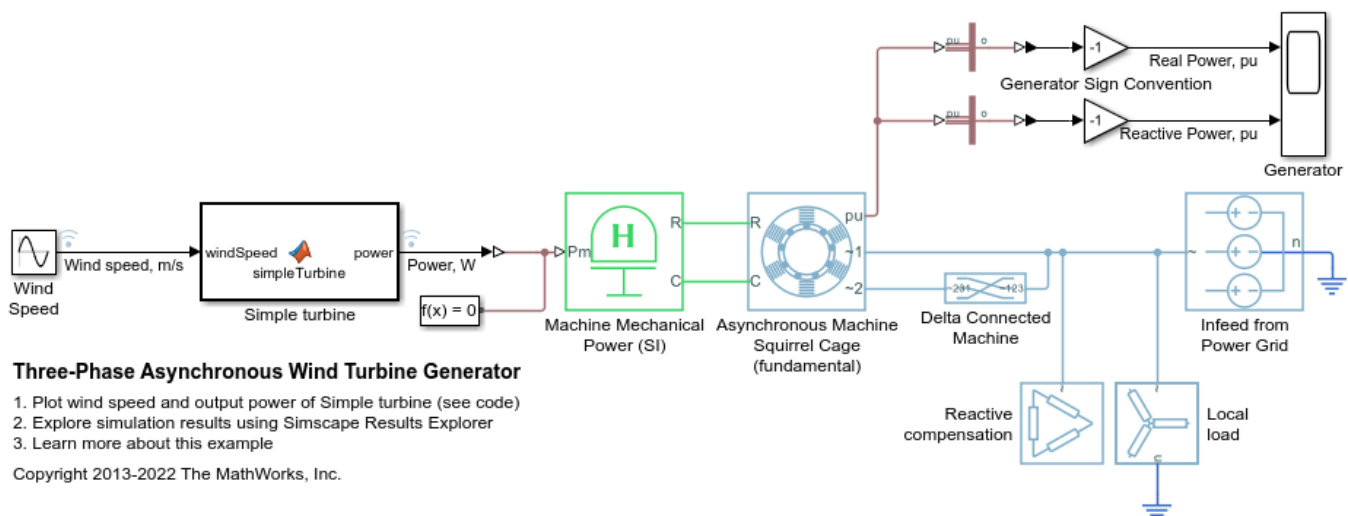 pu
o
-1
Real Power, pu
Generator Sign Convention
pu
o
-1
Reactive Power, pu
Generator
Wind speed, m/s
Wind
Speed
windSpeed
simpleTurbine
power
Simple turbine
Power, W
f(x) = 0
Pm
H
R
C
Machine Mechanical
Power (SI)
R
C
pu
~1
~2
Asynchronous Machine
Squirrel Cage
(fundamental)
~231
~123
Delta Connected
Machine
~
n
Infeed from
Power Grid
Reactive
compensation
~
~
n
Local
load
Three-Phase Asynchronous Wind Turbine Generator
1. Plot wind speed and output power of Simple turbine (see code)
2. Explore simulation results using Simscape Results Explorer
3. Learn more about this example
Copyright 2013-2022 The MathWorks, Inc.